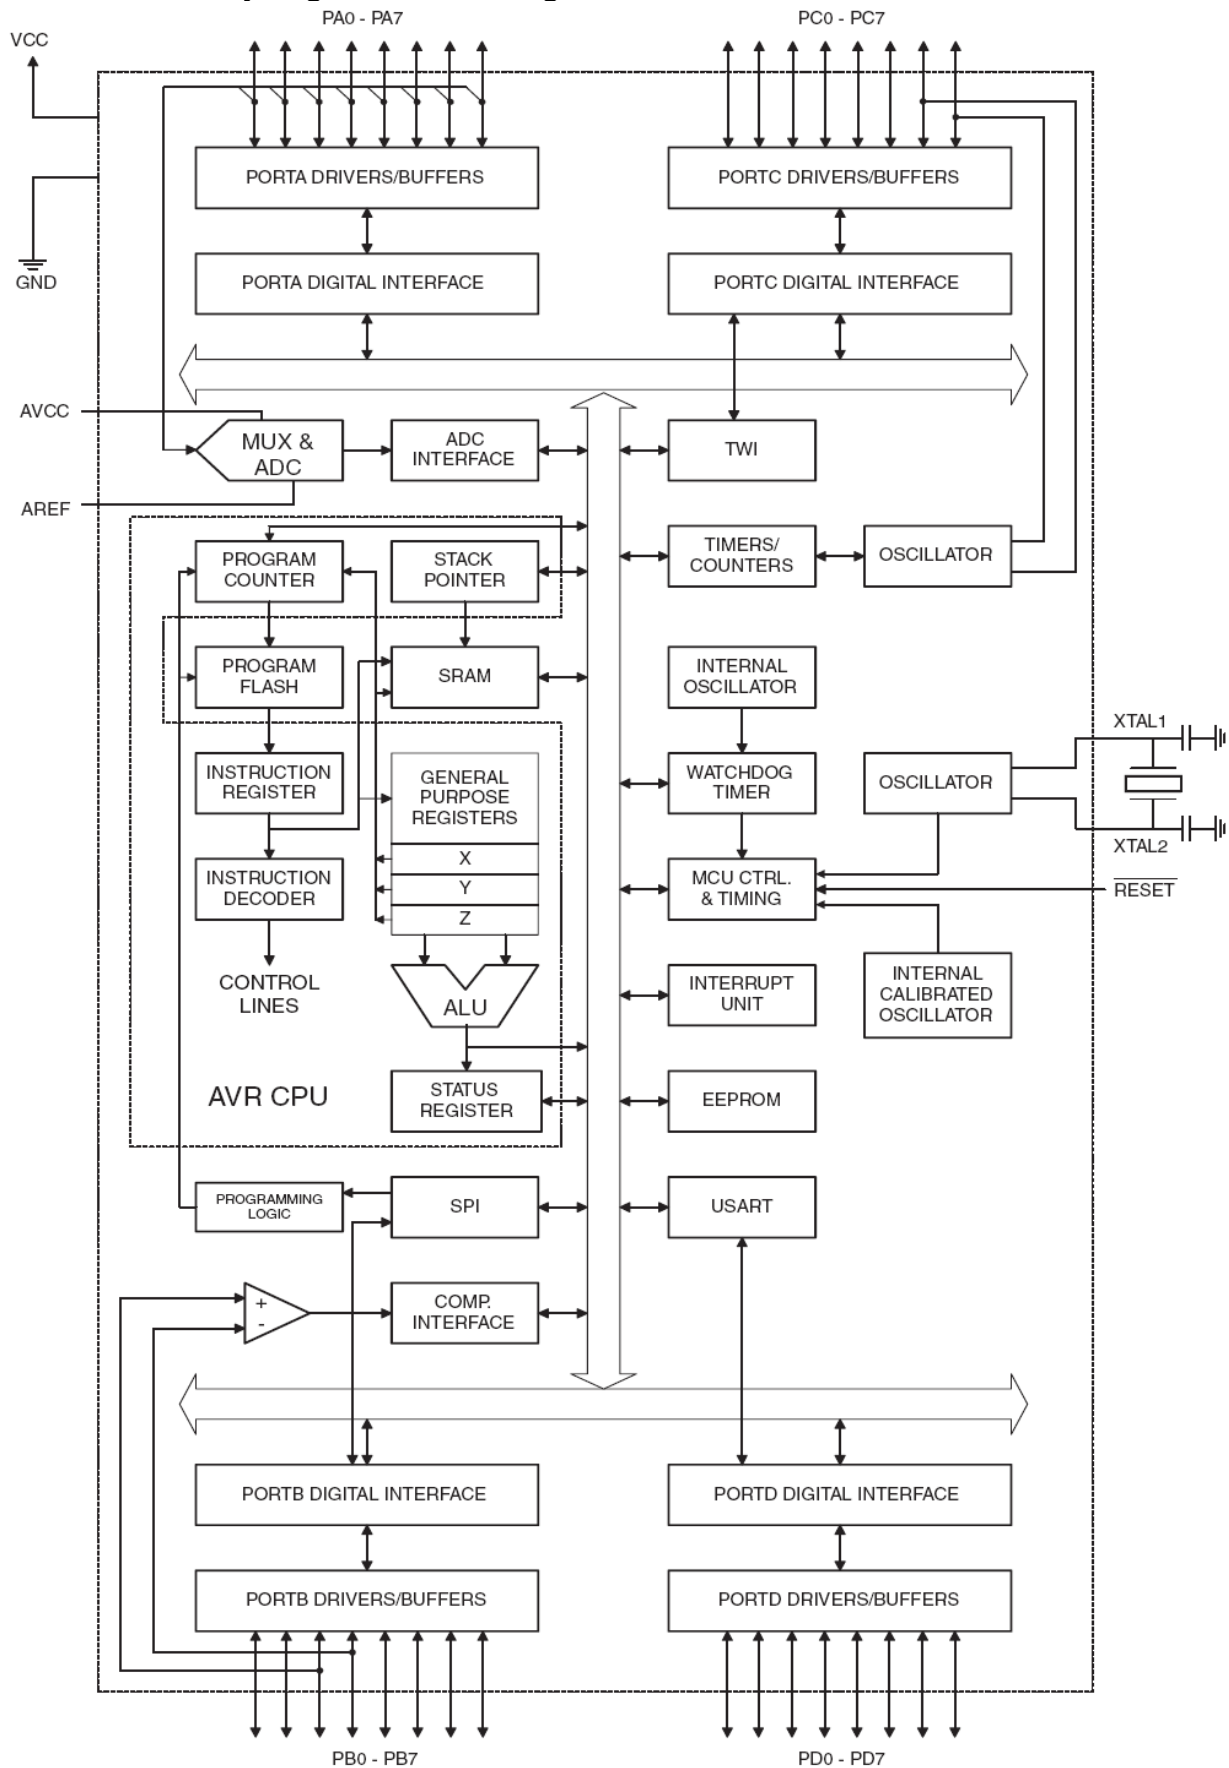 PA0 - PA7
PC0 - PC7
VCC
PORTA DRIVERS/BUFFERS
PORTC DRIVERS/BUFFERS
GND
PORTA DIGITAL INTERFACE
PORTC DIGITAL INTERFACE
AVCC
MUX &
ADC
ADC
INTERFACE
TWI
AREF
PROGRAM
COUNTER
STACK
POINTER
TIMERS/
COUNTERS
OSCILLATOR
PROGRAM
FLASH
SRAM
INTERNAL
OSCILLATOR
XTAL1
INSTRUCTION
REGISTER
GENERAL
PURPOSE
REGISTERS
WATCHDOG
TIMER
OSCILLATOR
XTAL2
X
INSTRUCTION
DECODER
Y
MCU CTRL.
& TIMING
RESET
Z
CONTROL
LINES
ALU
INTERRUPT
UNIT
INTERNAL
CALIBRATED
OSCILLATOR
AVR CPU
STATUS
REGISTER
EEPROM
PROGRAMMING
LOGIC
SPI
USART
+
-
COMP.
INTERFACE
PORTB DIGITAL INTERFACE
PORTD DIGITAL INTERFACE
PORTB DRIVERS/BUFFERS
PORTD DRIVERS/BUFFERS
PB0 - PB7
PD0 - PD7